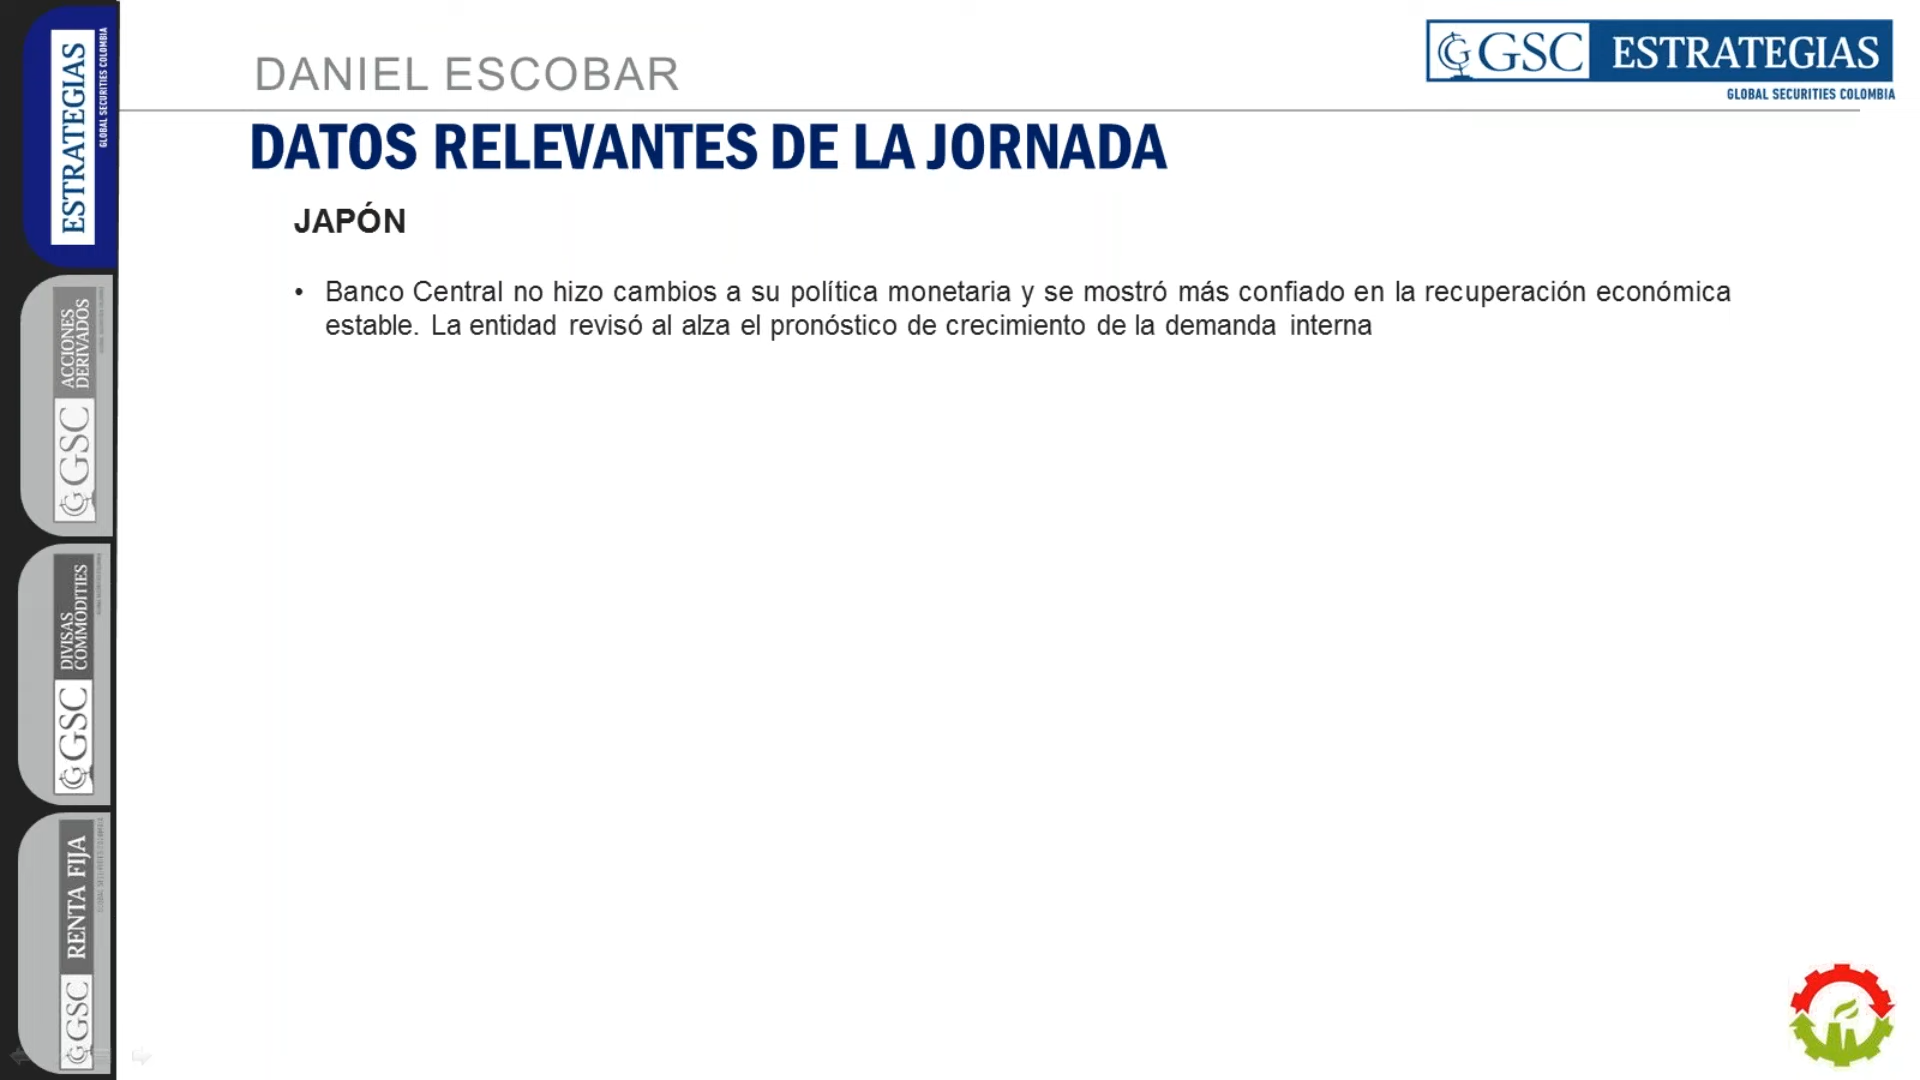 DANIEL ESCOBAR
GSC ESTRATEGIAS
GLOBAL SECURITIES COLOMBIA
DATOS RELEVANTES DE LA JORNADA
JAPÓN
• Banco Central no hizo cambios a su política monetaria y se mostró más confiado en la recuperación económica
estable. La entidad revisó al alza el pronóstico de crecimiento de la demanda interna
ESTRATEGIAS
GLOBAL SECURITIES COLOMBIA
GSC ACCIONES
DERIVADOS
GSC DIVISAS
COMMODITIES
GSC RENTA FIJA